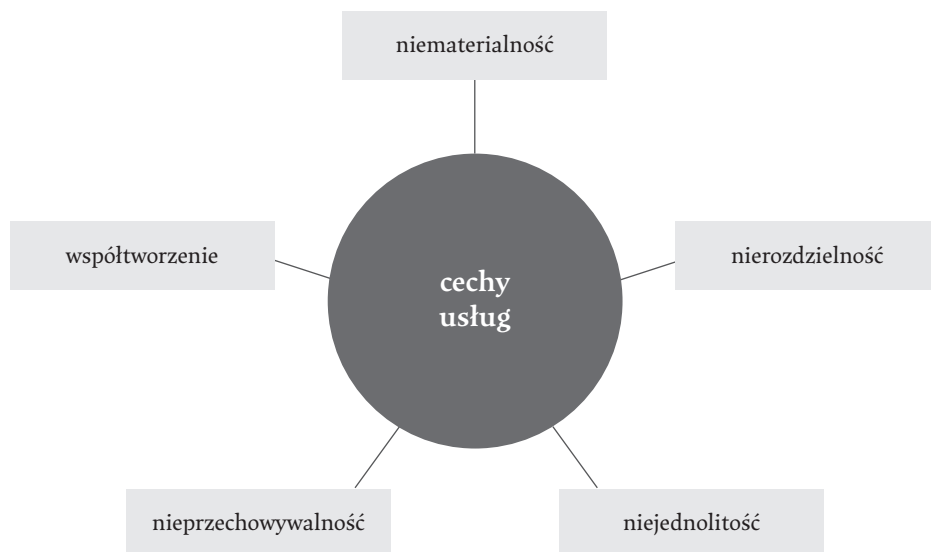 niematerialność
współtworzenie
nierozdzielność
cechy
usług
nieprzechowywalność
niejednolitość